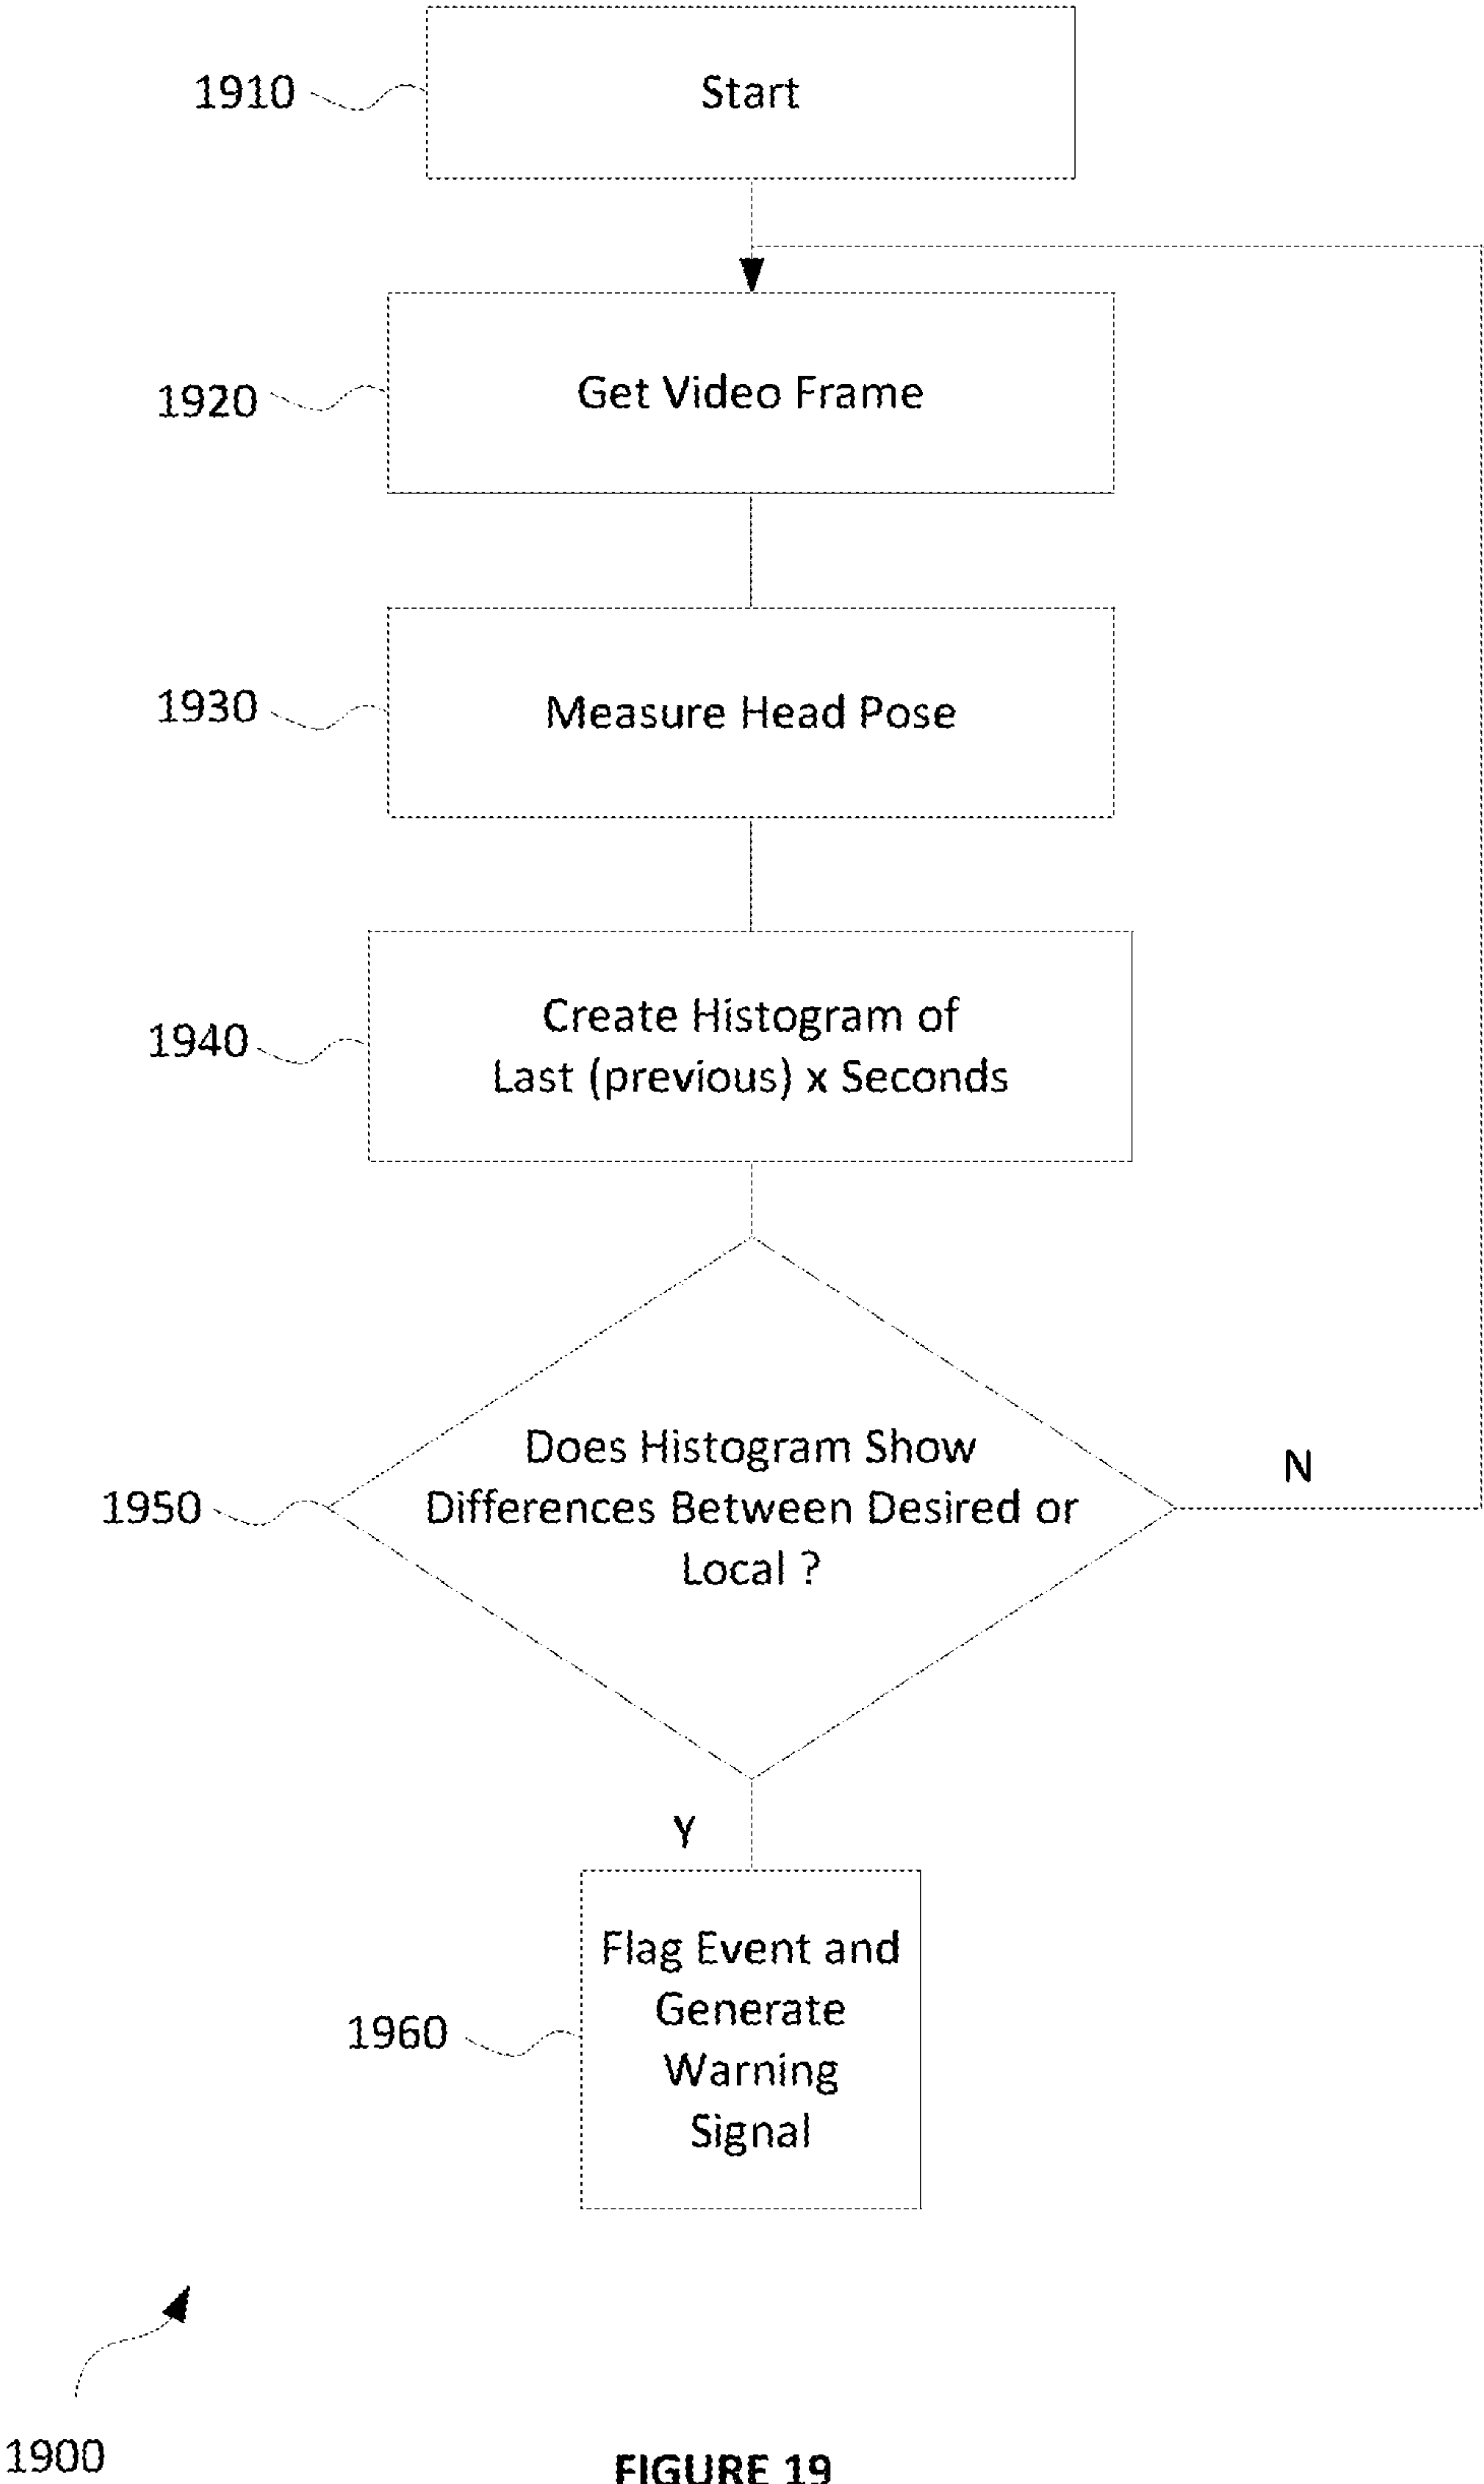 1910
Start
1920
Get Video Frame
1930
Measure Head Pose
1940
Create Histogram of
Last (previous) x Seconds
1950
Does Histogram Show
Differences Between Desired or
Local ?
N
Y
1960
Flag Event and
Generate
Warning
Signal
1900
FIGURE 19